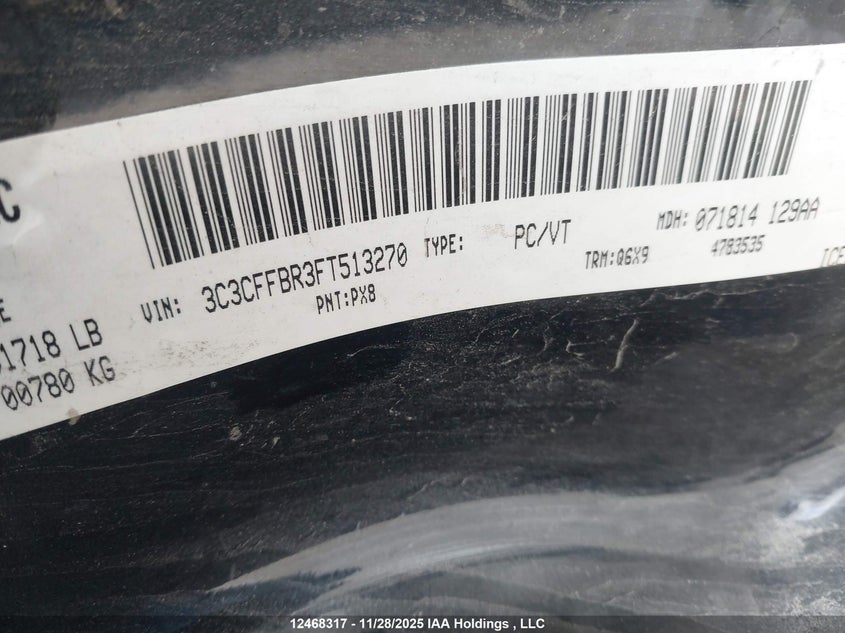 C
VIN: 3C3CFFBR3FT513270 TYPE: PC/VT MDH: 071814 129AA
PNT:PX8 TRM:Q6X9 4783535
1718 LB
00780 KG
12468317 - 11/28/2025 IAA Holdings , LLC